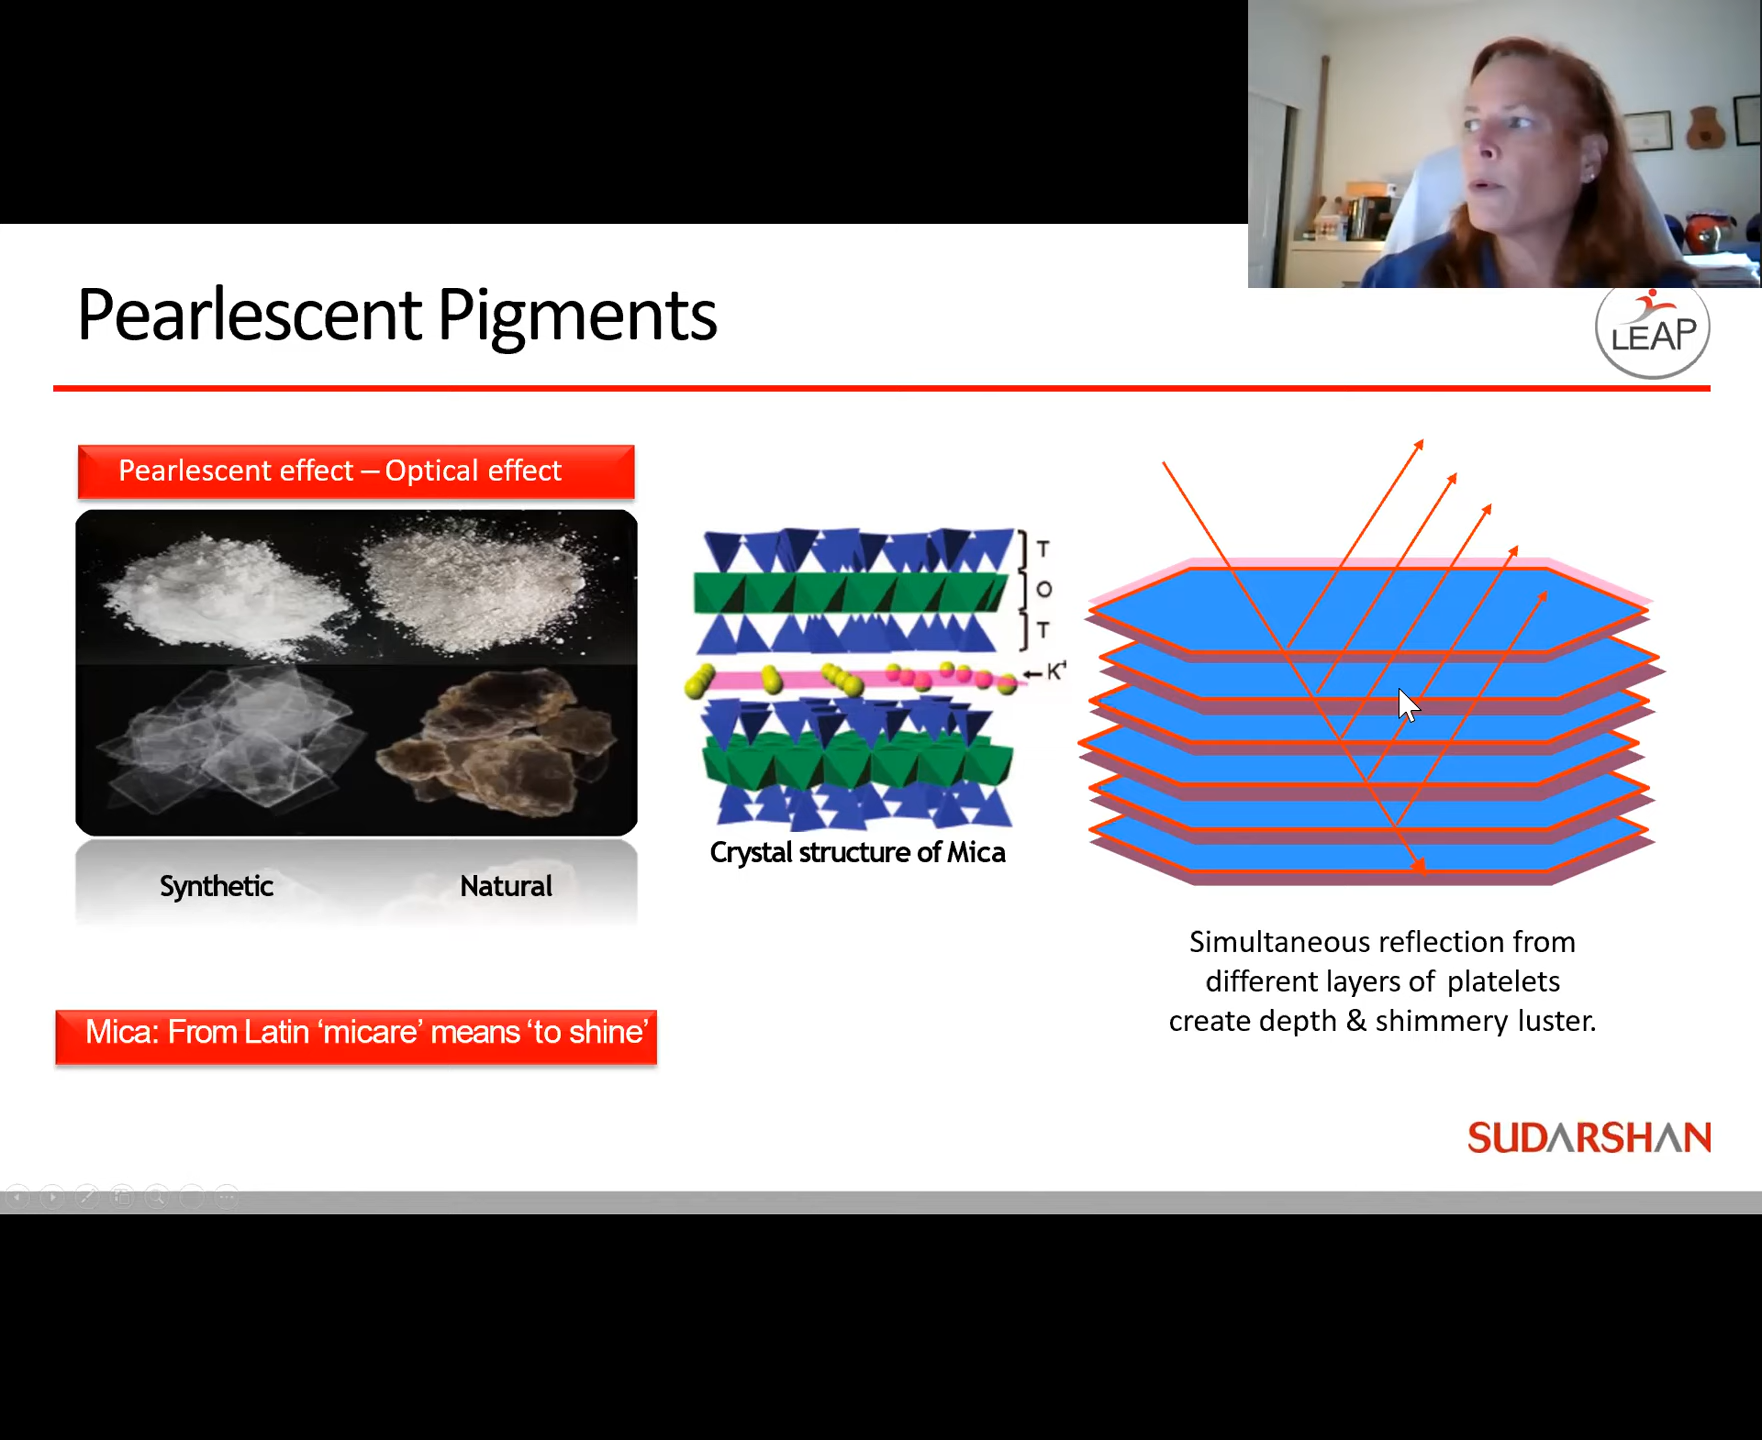 Pearlescent Pigments
LEAP
Pearlescent effect – Optical effect
T
O
T
K+
Crystal structure of Mica
Synthetic
Natural
Simultaneous reflection from
different layers of platelets
create depth & shimmery luster.
Mica: From Latin ‘micare’ means ‘to shine’
SUDARSHAN